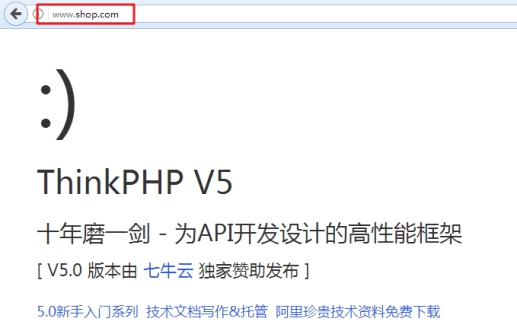 www.shop.com
:)
ThinkPHP V5
十年磨一剑 - 为API开发设计的高性能框架
[ V5.0 版本由 七牛云 独家赞助发布 ]
5.0新手入门系列 技术文档写作&托管 阿里珍贵技术资料免费下载